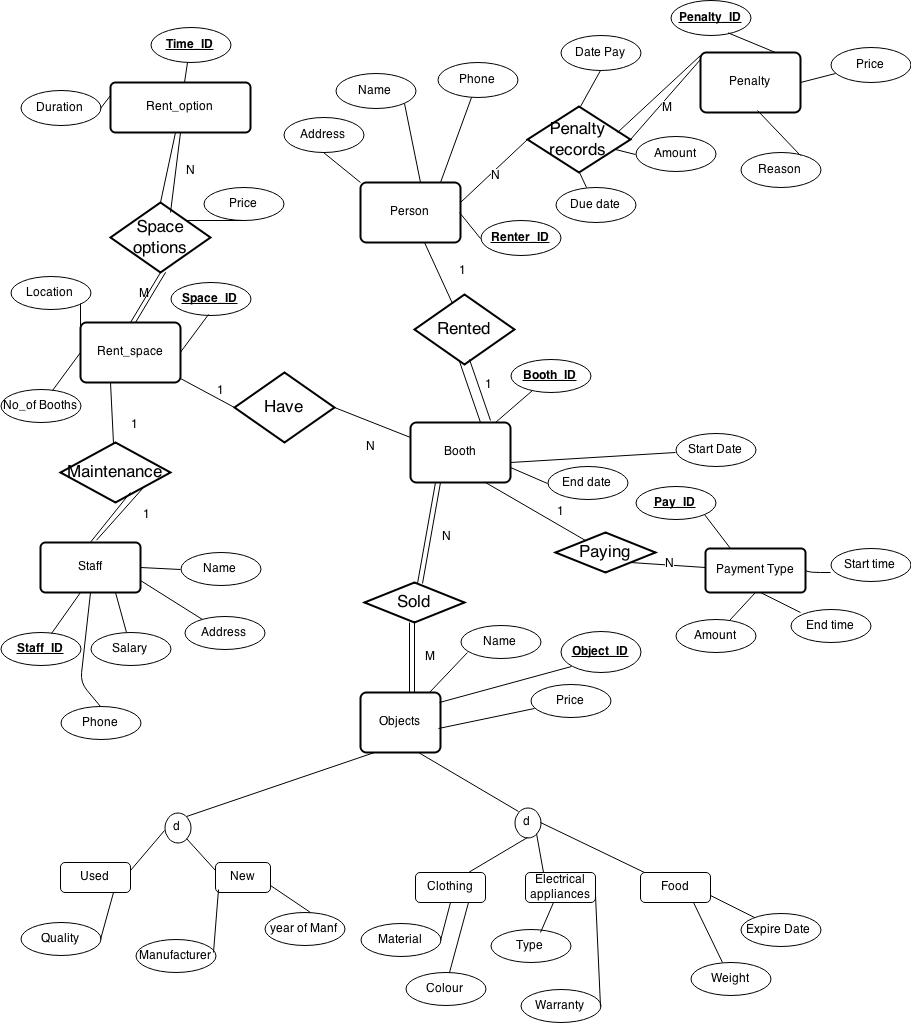 Penalty_ID
Time_ID
Date Pay
Price
Phone
Penalty
Name
Duration
Rent_option
M
Address
Penalty
records
Amount
N
N
Reason
Price
Person
Due date
Space
options
Renter_ID
1
Location
M
Space_ID
Rented
Rent_space
Booth_ID
1
1
No_of Booths
Have
1
N
Booth
Start Date
Maintenance
End date
Pay_ID
1
1
N
Paying
N
Payment Type
Start time
Staff
Name
Sold
Address
End time
Amount
Staff_ID
Salary
Name
Object_ID
M
Price
Phone
Objects
d
d
Used
New
Clothing
Electrical
appliances
Food
Quality
year of Manf
Material
Expire Date
Manufacturer
Type
Colour
Weight
Warranty